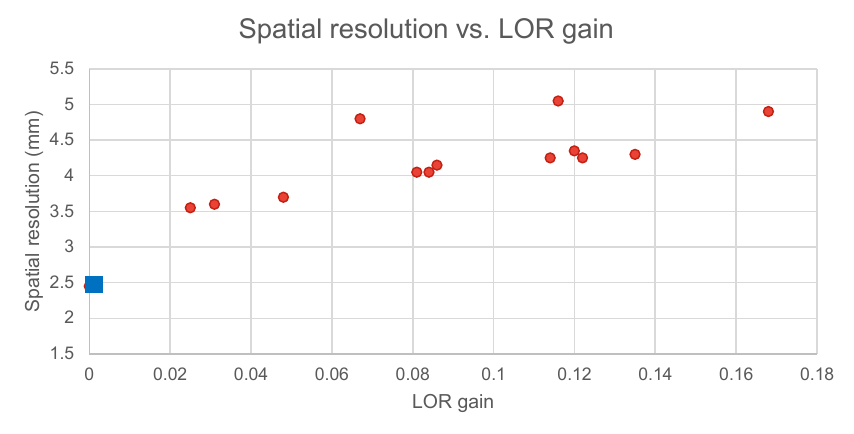 Spatial resolution vs. LOR gain
5.5
5
4.5
4
3.5
3
2.5
2
1.5
Spatial resolution (mm)
0 0.02 0.04 0.06 0.08 0.1 0.12 0.14 0.16 0.18
LOR gain